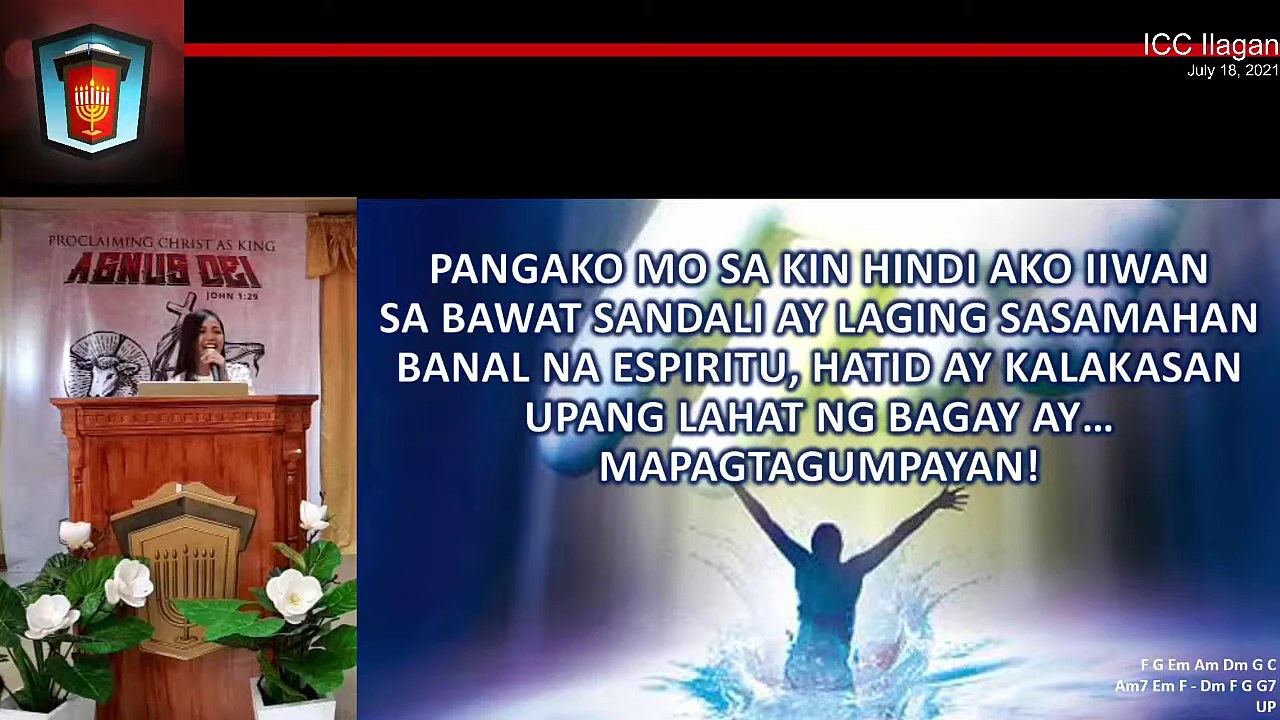 ICC Ilagan
July 18, 2021
PROCLAIMING CHRIST AS KING
AGNUS DEI
JOHN 1:29
PANGAKO MO SA KIN HINDI AKO IIWAN
SA BAWAT SANDALI AY LAGING SASAMAHAN
BANAL NA ESPIRITU, HATID AY KALAKASAN
UPANG LAHAT NG BAGAY AY...
MAPAGTAGUMPAYAN!
F G Em Am Dm G C
Am7 Em F - Dm F G G7
UP